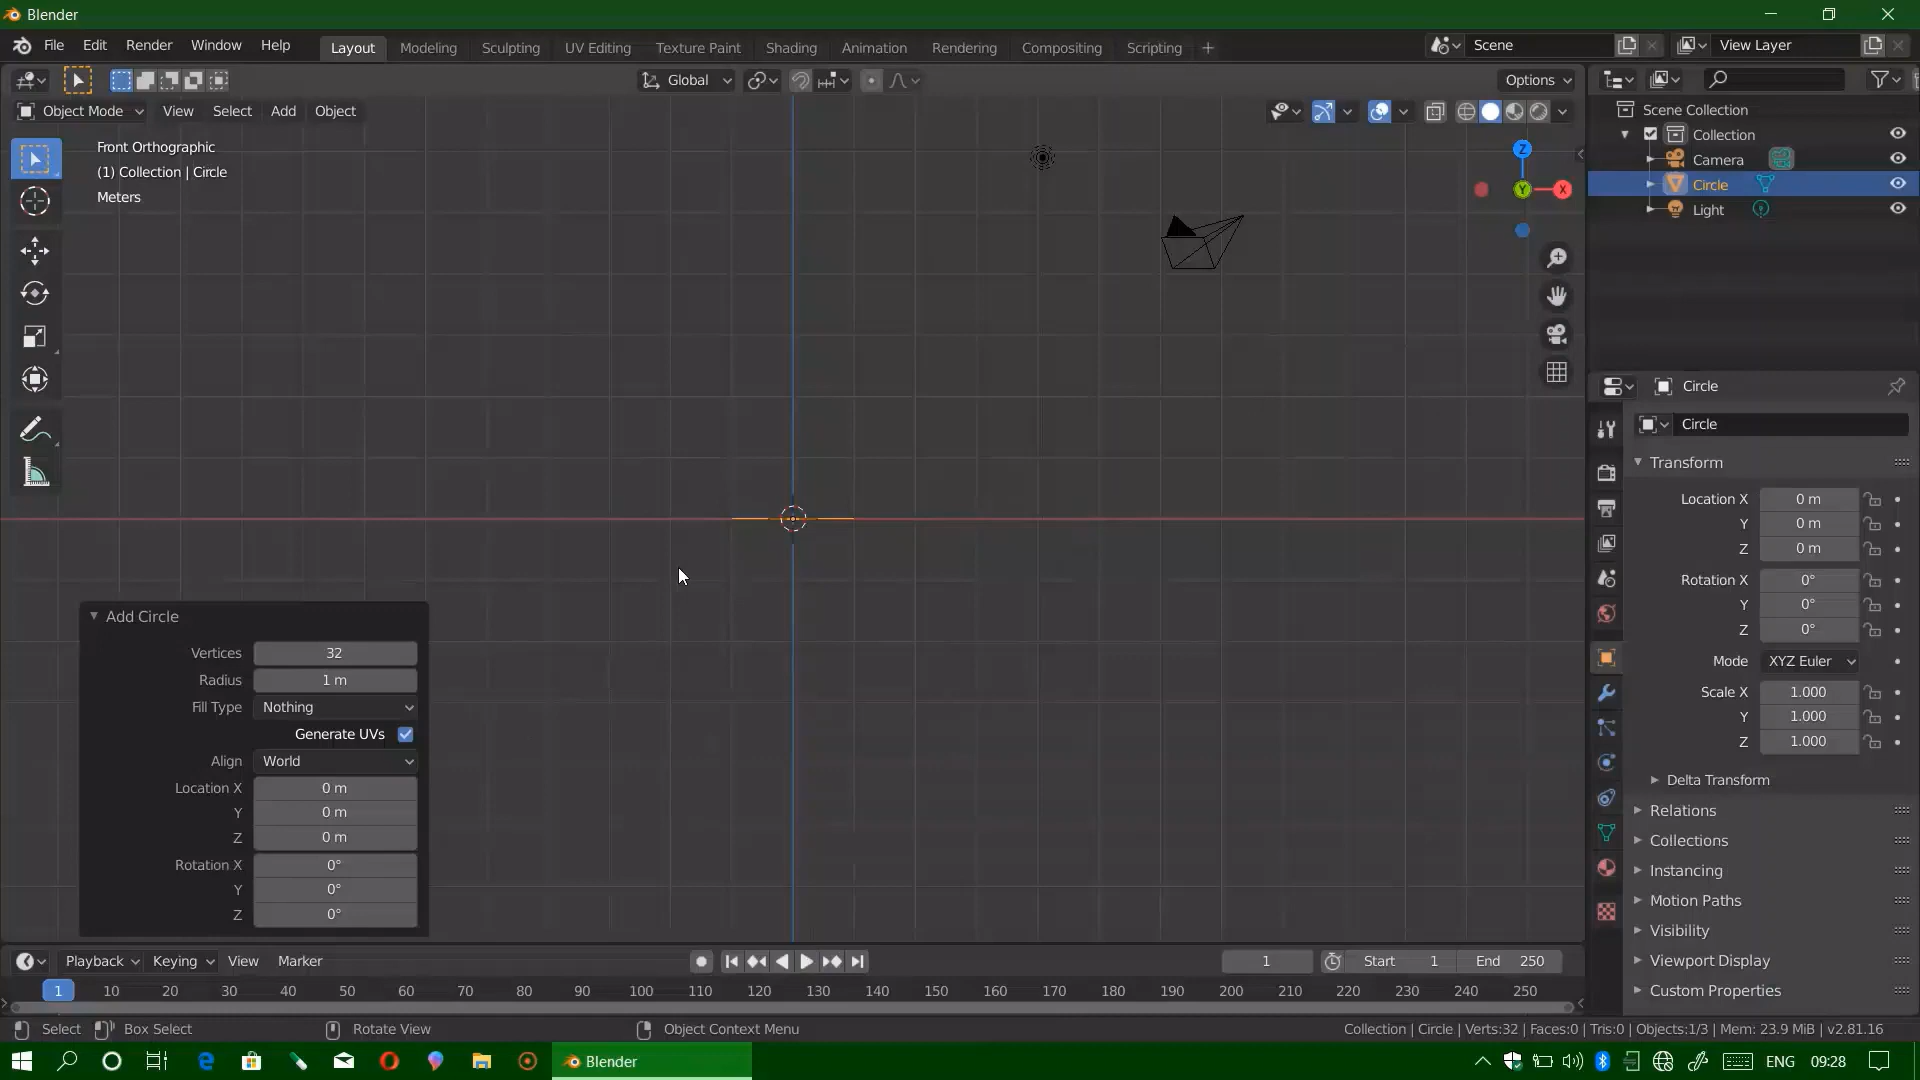 Blender
File Edit Render Window Help Layout Modeling Sculpting UV Editing Texture Paint Shading Animation Rendering Compositing Scripting + Scene View Layer
Global Options
Object Mode View Select Add Object
Front Orthographic
(1) Collection | Circle
Meters
Z
Y
X
Scene Collection
Collection
Camera
Circle
Light
Circle
Circle
Transform
Location X 0 m
Y 0 m
Z 0 m
Rotation X 0°
Y 0°
Z 0°
Mode XYZ Euler
Scale X 1.000
Y 1.000
Z 1.000
Delta Transform
Relations
Collections
Instancing
Motion Paths
Visibility
Viewport Display
Custom Properties
Add Circle
Vertices 32
Radius 1 m
Fill Type Nothing
Generate UVs
Align World
Location X 0 m
Y 0 m
Z 0 m
Rotation X 0°
Y 0°
Z 0°
Playback Keying View Marker 1 Start 1 End 250
1 10 20 30 40 50 60 70 80 90 100 110 120 130 140 150 160 170 180 190 200 210 220 230 240 250
Select Box Select Rotate View Object Context Menu Collection | Circle | Verts:32 | Faces:0 | Tris:0 | Objects:1/3 | Mem: 23.9 MiB | v2.81.16
Blender ENG 09:28